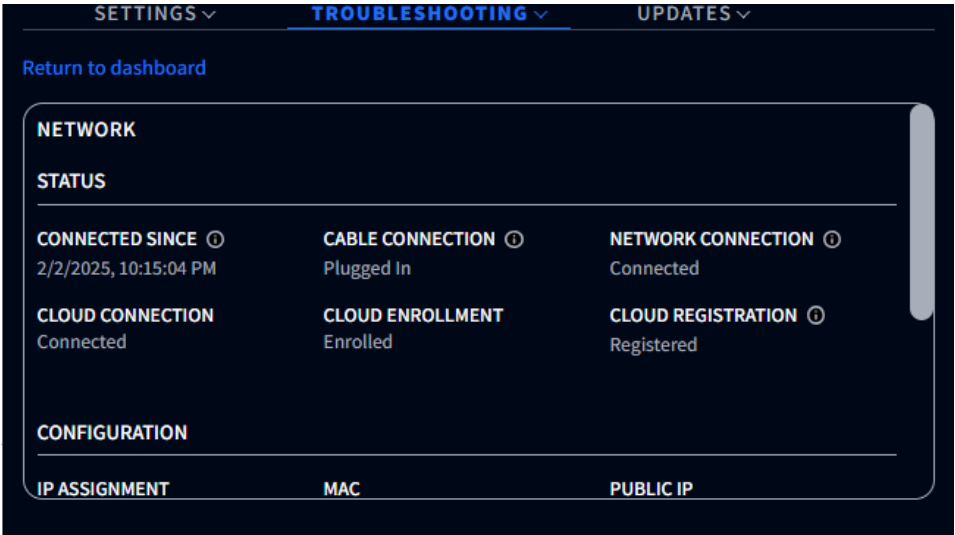 SETTINGS TROUBLESHOOTING UPDATES
Return to dashboard
NETWORK
STATUS
CONNECTED SINCE CABLE CONNECTION NETWORK CONNECTION
2/2/2025, 10:15:04 PM Plugged In Connected
CLOUD CONNECTION CLOUD ENROLLMENT CLOUD REGISTRATION
Connected Enrolled Registered
CONFIGURATION
IP ASSIGNMENT MAC PUBLIC IP